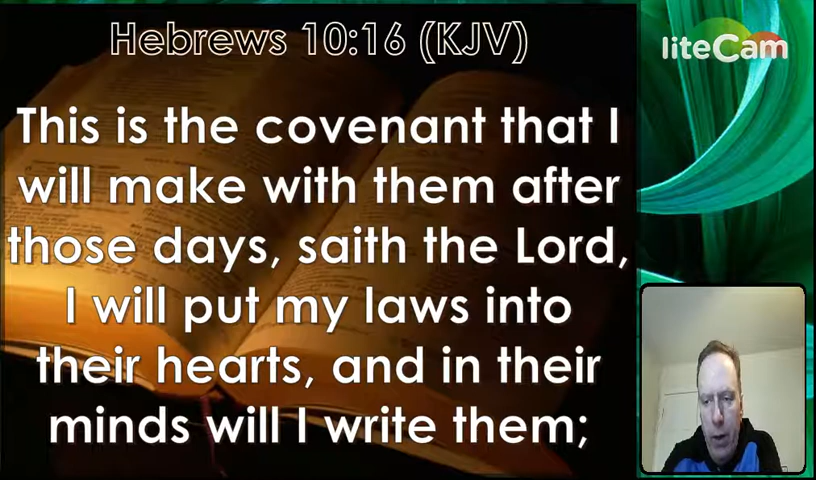 Hebrews 10:16 (KJV)
This is the covenant that I
will make with them after
those days, saith the Lord,
I will put my laws into
their hearts, and in their
minds will I write them;
liteCam